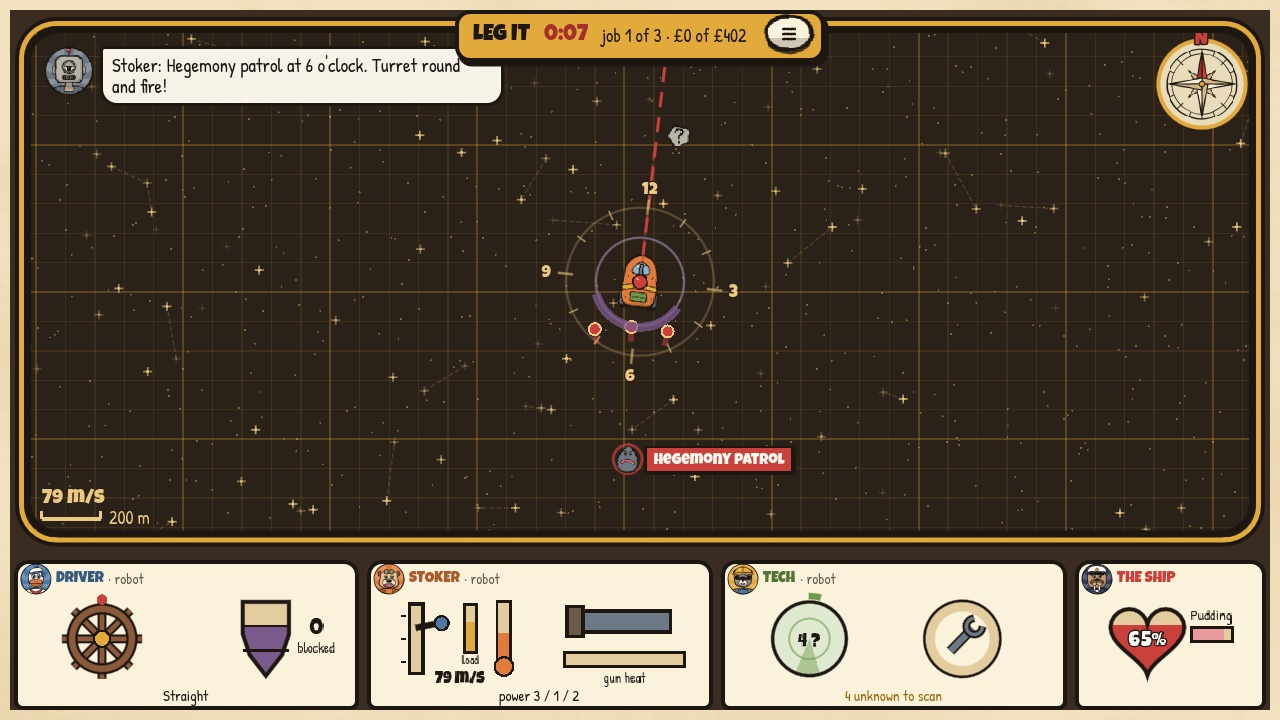 LEG IT 0:07 job 1 of 3 · £0 of £402
Stoker: Hegemony patrol at 6 o'clock. Turret round
and fire!
N
?
12
9
3
6
HEGEMONY PATROL
79 m/s
200 m
DRIVER · robot
0
blocked
Straight
STOKER · robot
load
79 m/s
gun heat
power 3 / 1 / 2
TECH · robot
4 ?
4 unknown to scan
THE SHIP
65%
Pudding